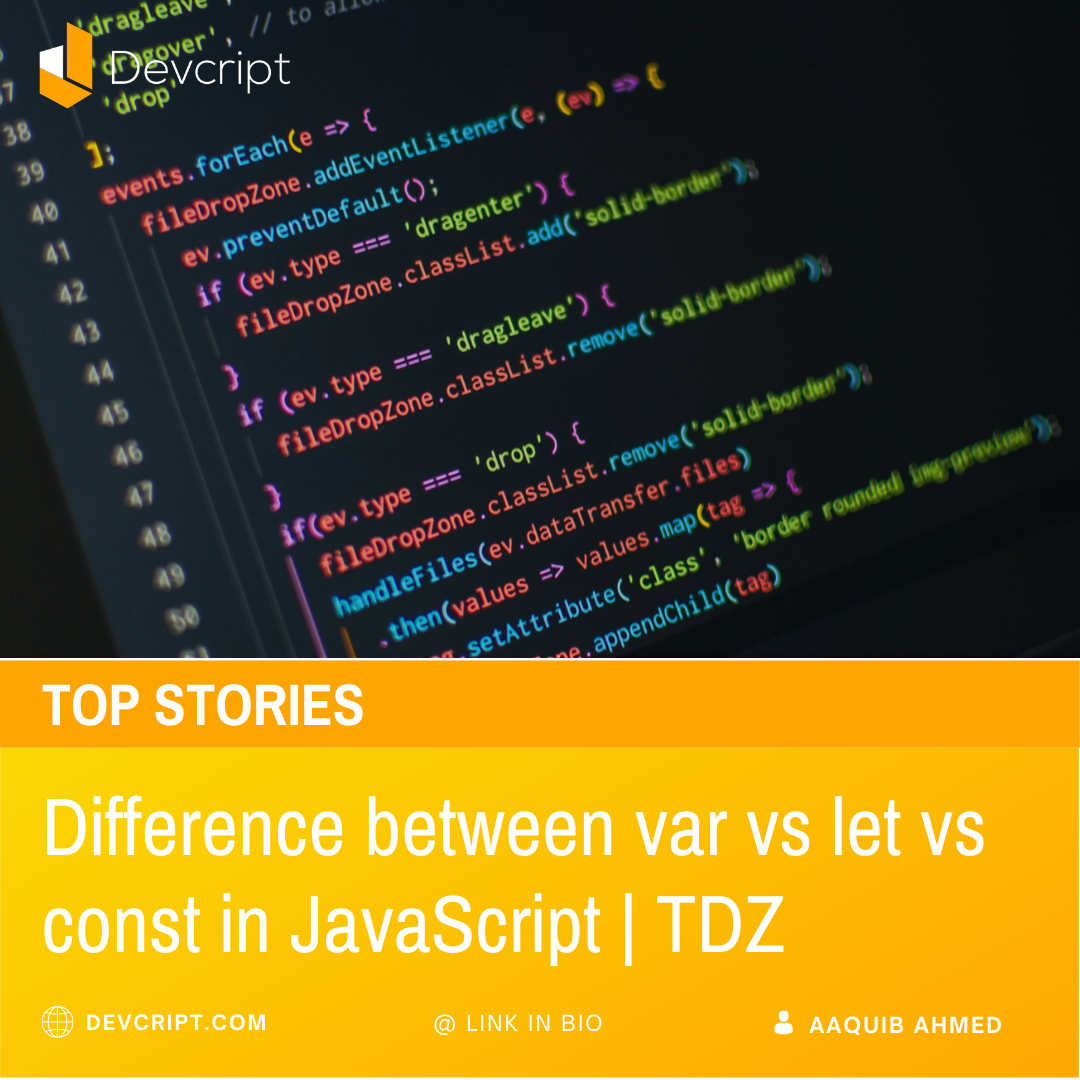 'dragleave',
'dragover', // to allow
'drop'
Devcript
37
38 ];
39 events.forEach(e => {
40 fileDropZone.addEventListener(e, (ev) => {
41 ev.preventDefault();
42 if (ev.type === 'dragenter') {
43 fileDropZone.classList.add('solid-border');
44 }
45 if (ev.type === 'dragleave') {
46 fileDropZone.classList.remove('solid-border');
47 }
48 if(ev.type === 'drop') {
49 fileDropZone.classList.remove('solid-border');
50 handleFiles(ev.dataTransfer.files)
51 .then(values => values.map(tag => {
.setAttribute('class', 'border rounded img-preview');
.appendChild(tag)
TOP STORIES
Difference between var vs let vs
const in JavaScript | TDZ
DEVCRIPT.COM
@ LINK IN BIO
AAQUIB AHMED